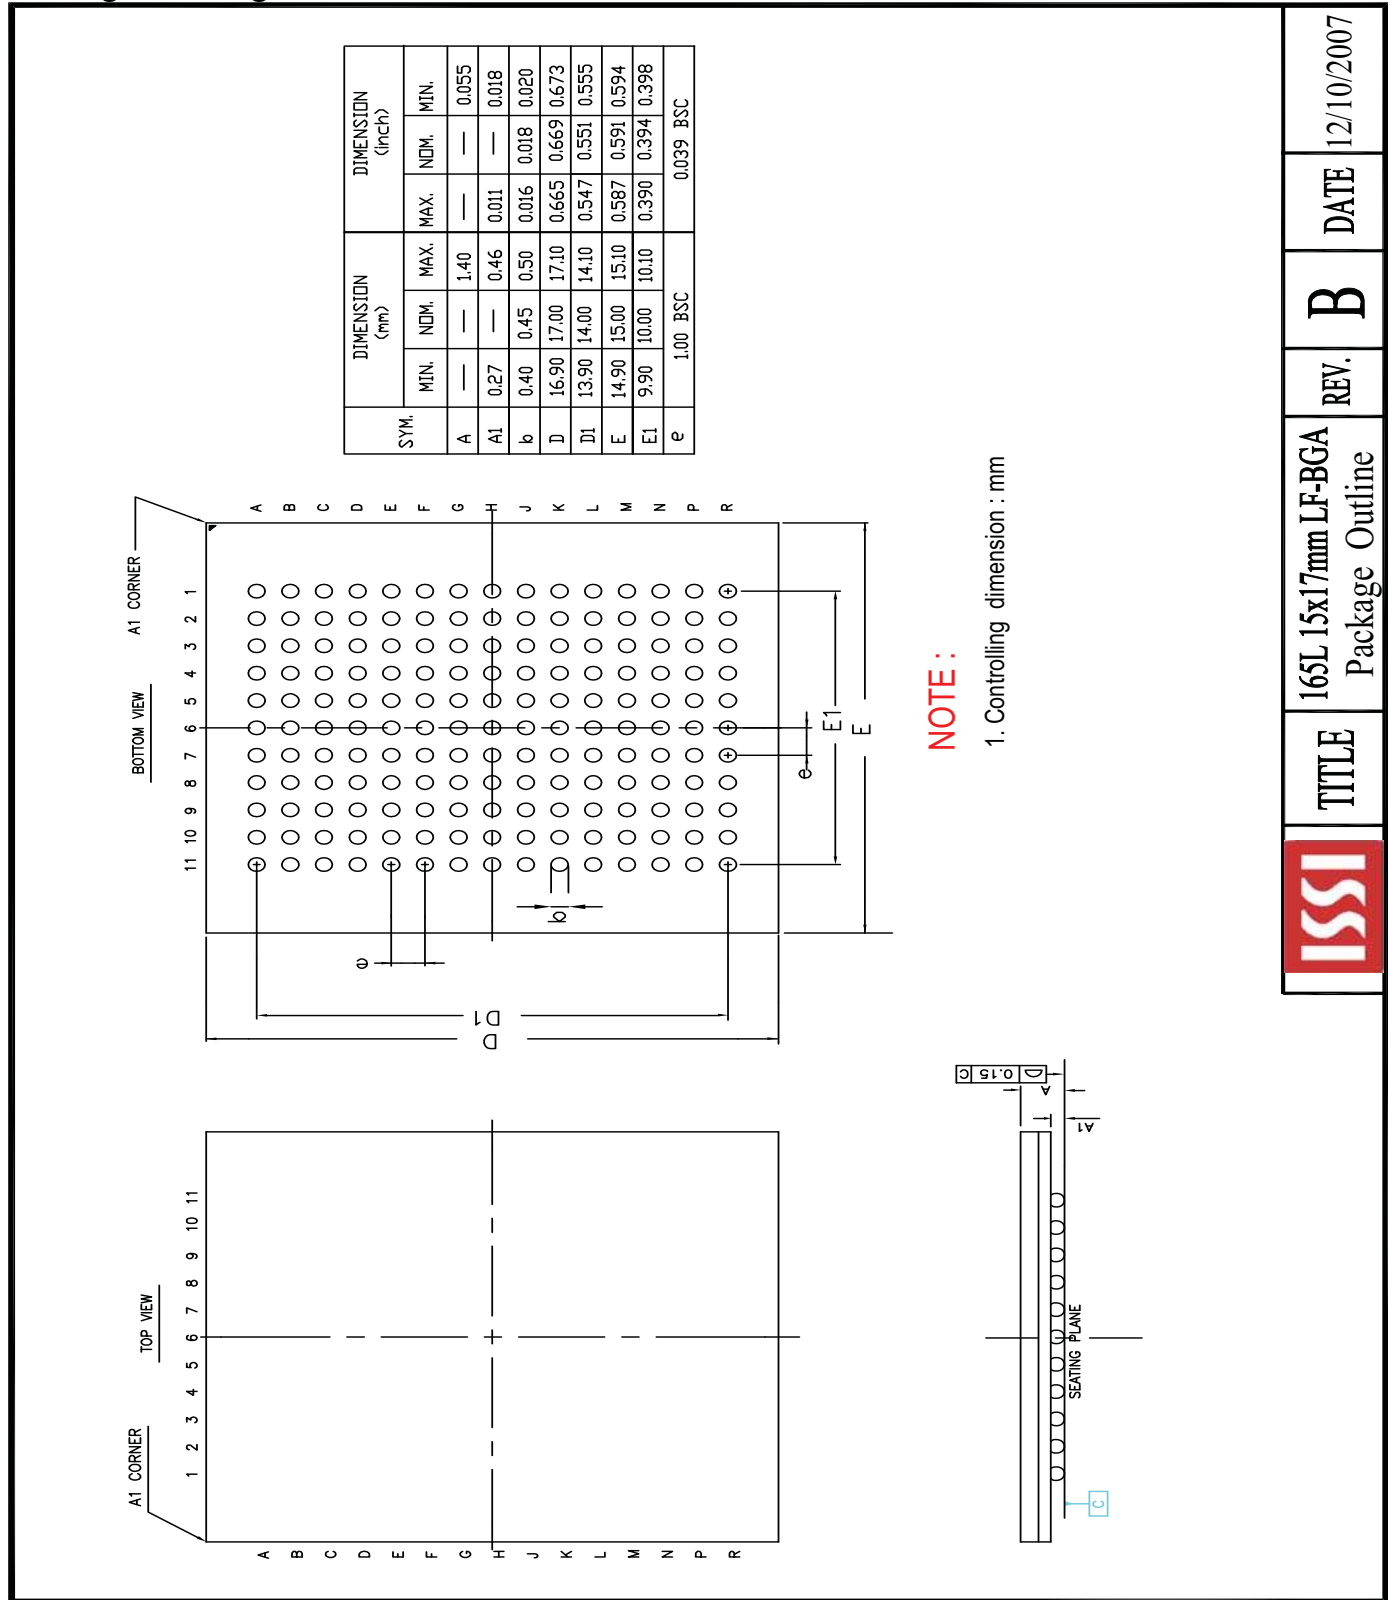 TOP VIEW
A1 CORNER
1 2 3 4 5 6 7 8 9 10 11
A
B
C
D
E
F
G
H
J
K
L
M
N
P
R
BOTTOM VIEW
A1 CORNER
11 10 9 8 7 6 5 4 3 2 1
A
B
C
D
E
F
G
H
J
K
L
M
N
P
R
e
D1
D
b
e
E1
E
SYM. DIMENSION (mm) DIMENSION (inch)
MIN. NOM. MAX. MAX. NOM. MIN.
A — — 1.40 — — 0.055
A1 0.27 — 0.46 0.011 — 0.018
b 0.40 0.45 0.50 0.016 0.018 0.020
D 16.90 17.00 17.10 0.665 0.669 0.673
D1 13.90 14.00 14.10 0.547 0.551 0.555
E 14.90 15.00 15.10 0.587 0.591 0.594
E1 9.90 10.00 10.10 0.390 0.394 0.398
e 1.00 BSC 0.039 BSC
D 0.15 C
A
A1
SEATING PLANE
C
NOTE :
1. Controlling dimension : mm
ISSI
TITLE
165L 15x17mm LF-BGA
Package Outline
REV.
B
DATE
12/10/2007